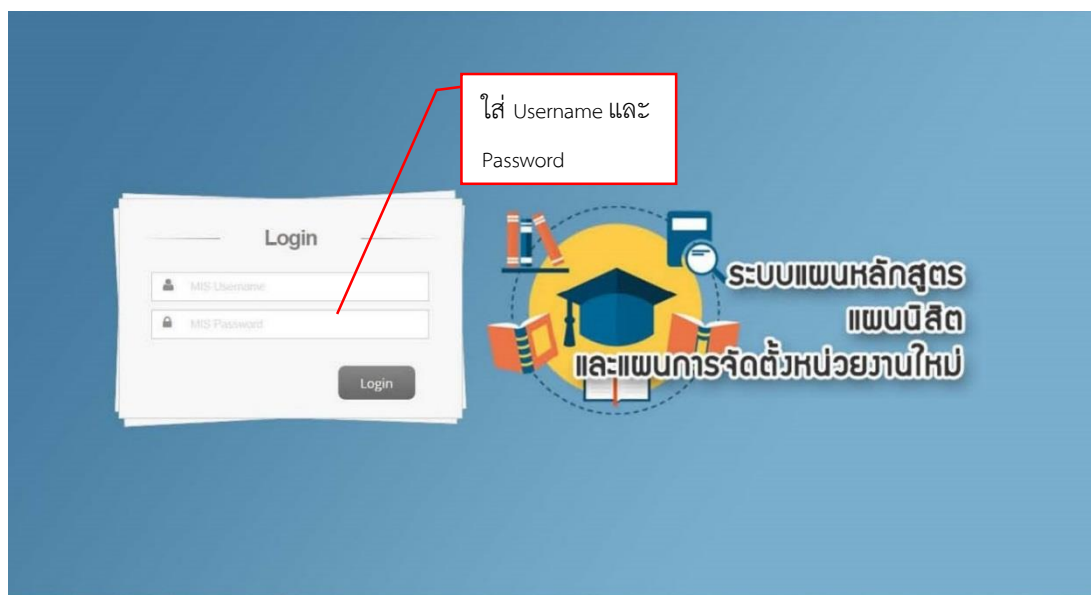 ใส่ Username และ
Password
Login
MIS Username
MIS Password
Login
ระบบแผนหลักสูตร
แผนนิสิต
และแผนการจัดตั้งหน่วยงานใหม่